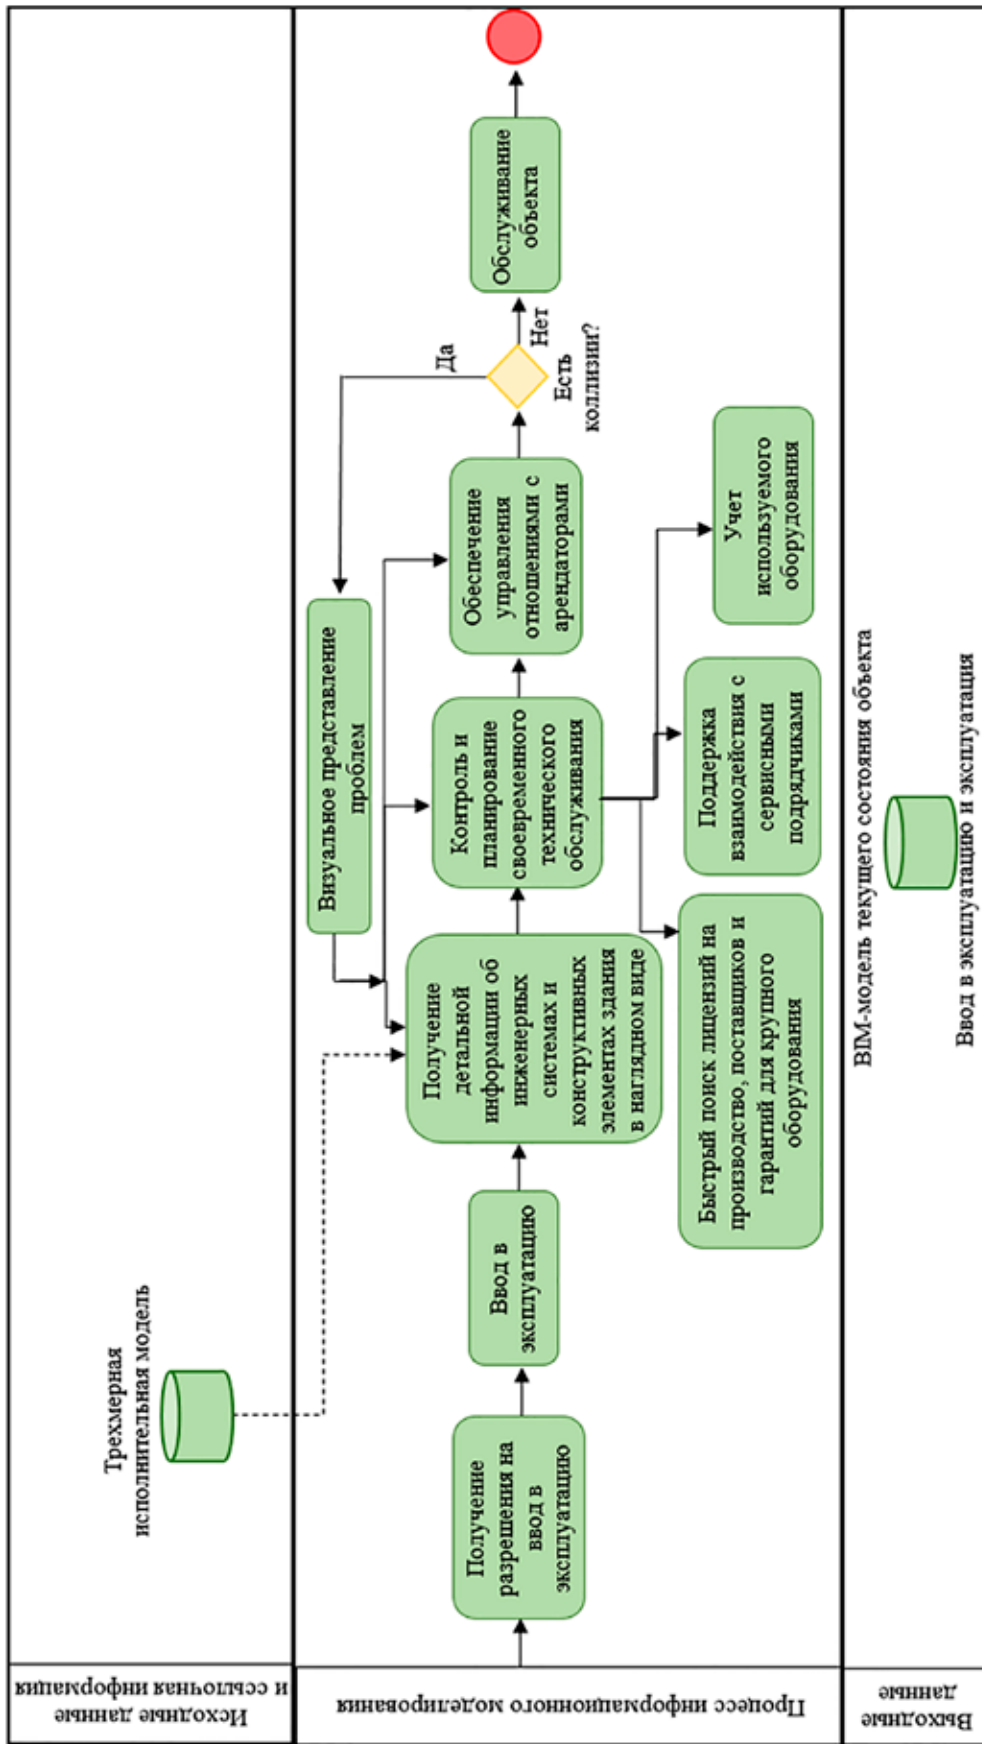 Исходные данные
и ссылочная информация
Трехмерная
исполнительная модель
Процесс информационного моделирования
Получение
разрешения на
ввод в
эксплуатацию
Ввод в
эксплуатацию
Получение
детальной
информации об
инженерных
системах и
конструктивных
элементах здания
в наглядном виде
Визуальное представление
проблем
Контроль и
планирование
своевременного
технического
обслуживания
Обеспечение
управления
отношениями с
арендаторами
Да
Нет
Есть
коллизии?
Обслуживание
объекта
Быстрый поиск лицензий на
производство, поставщиков и
гарантий для крупного
оборудования
Поддержка
взаимодействия с
сервисными
подрядчиками
Учет
используемого
оборудования
Выходные
данные
BIM-модель текущего состояния объекта
Ввод в эксплуатацию и эксплуатация